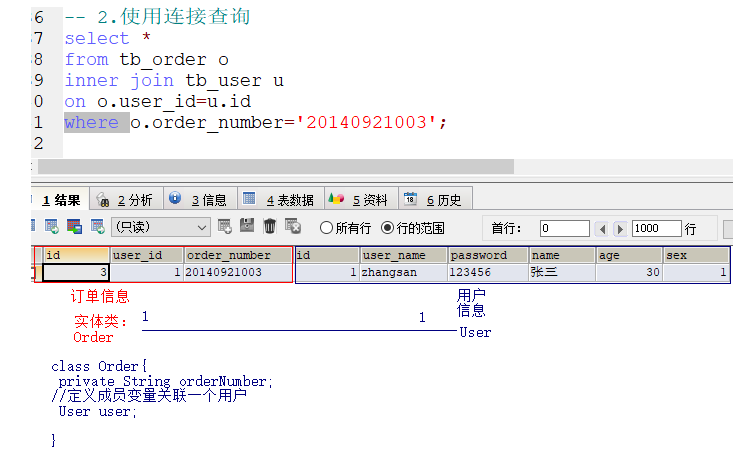 36 -- 2.使用连接查询
37 select *
38 from tb_order o
39 inner join tb_user u
0 on o.user_id=u.id
1 where o.order_number='20140921003';
2
1 结果 2 分析 3 信息 4 表数据 5 资料 6 历史
(只读) 所有行 行的范围 首行: 0 1000 行
id user_id order_number id user_name password name age sex
3 1 20140921003 1 zhangsan 123456 张三 30 1
订单信息
用户
信息
实体类: 1 1
Order
User
class Order{
private String orderNumber;
//定义成员变量关联一个用户
User user;
}